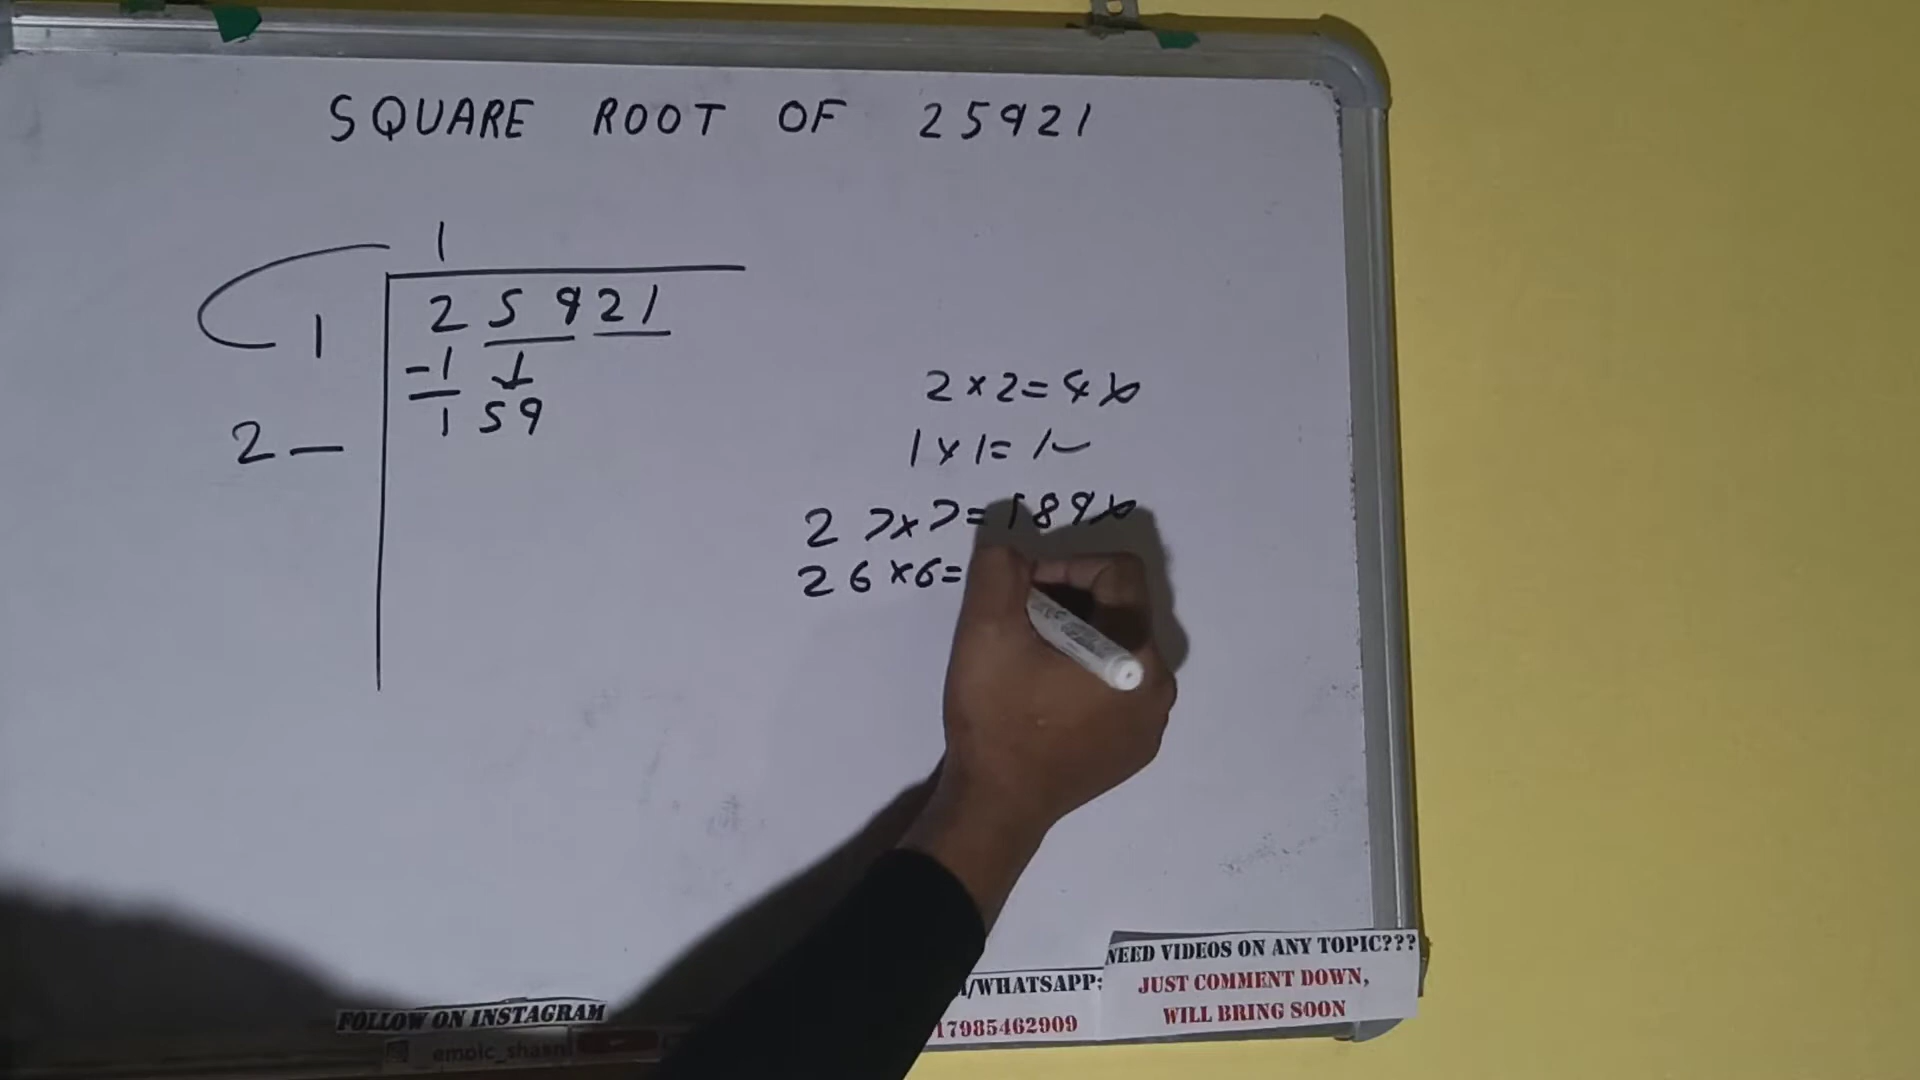 SQUARE ROOT OF 25921
1
1
2 5 9 2 1
-1
1 59
2 _
2 × 2 = 4
1 × 1 = 1
2 7 × 7 = 189
2 6 × 6 =
NEED VIDEOS ON ANY TOPIC???
JUST COMMENT DOWN,
WILL BRING SOON
/WHATSAPP:
17985462909
FOLLOW ON INSTAGRAM